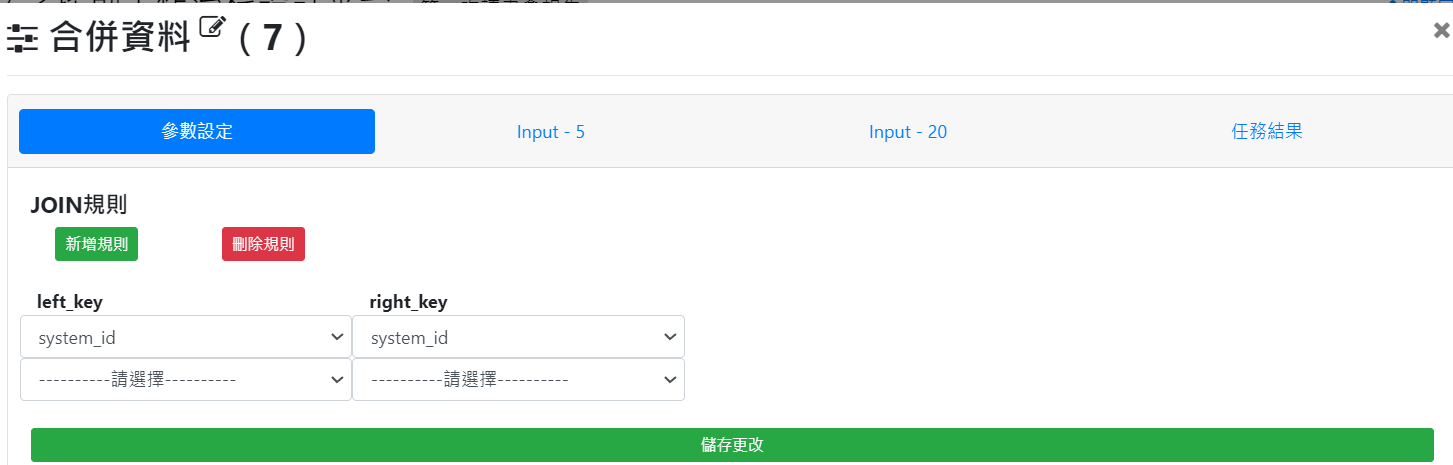 合併資料 ( 7 )
參數設定 Input - 5 Input - 20 任務結果
JOIN規則
新增規則 刪除規則
left_key right_key
system_id system_id
----------請選擇---------- ----------請選擇----------
儲存更改